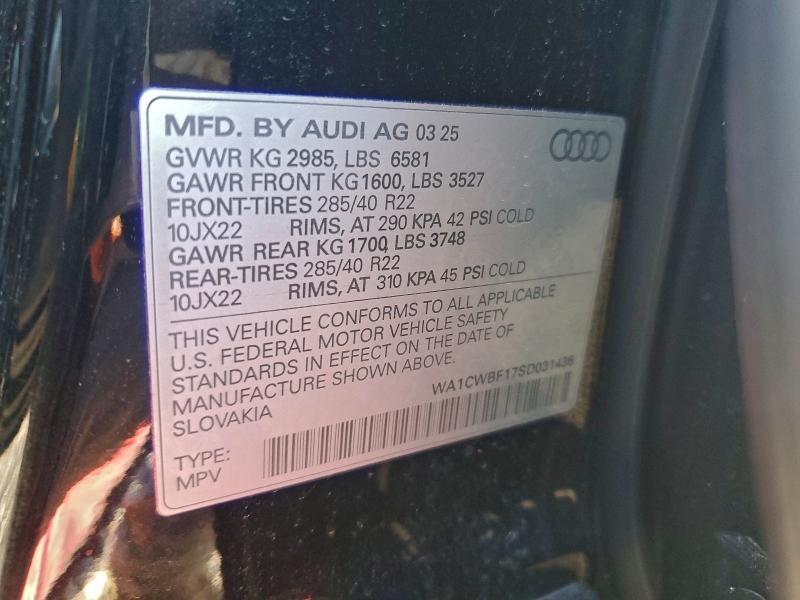 MFD. BY AUDI AG 03 25
GVWR KG 2985, LBS 6581
GAWR FRONT KG 1600, LBS 3527
FRONT-TIRES 285/40 R22
10JX22 RIMS, AT 290 KPA 42 PSI COLD
GAWR REAR KG 1700, LBS 3748
REAR-TIRES 285/40 R22
10JX22 RIMS, AT 310 KPA 45 PSI COLD
THIS VEHICLE CONFORMS TO ALL APPLICABLE
U.S. FEDERAL MOTOR VEHICLE SAFETY
STANDARDS IN EFFECT ON THE DATE OF
MANUFACTURE SHOWN ABOVE.
SLOVAKIA
WA1CWBF17SD031436
TYPE:
MPV